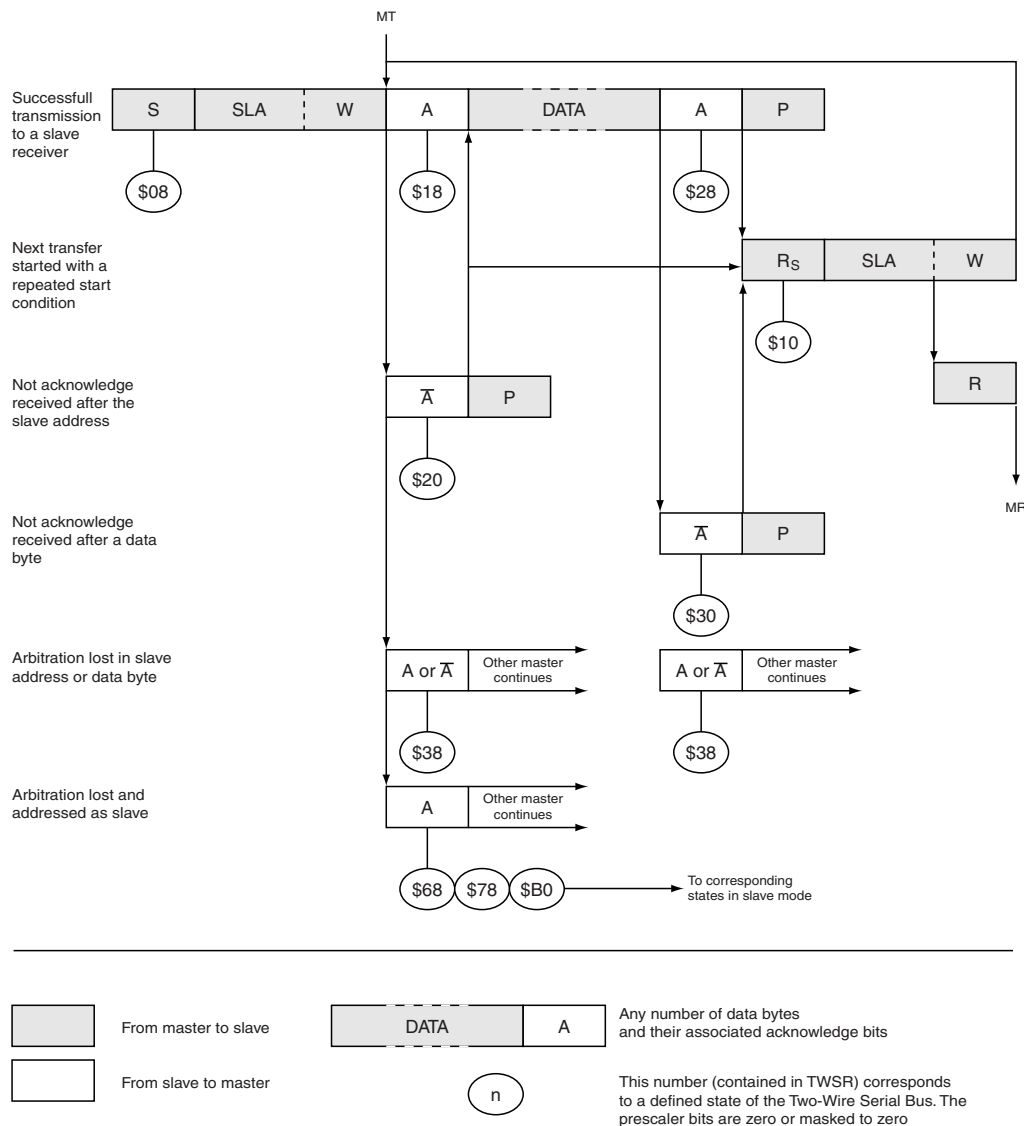 MT
Successfull
transmission
to a slave
receiver
S SLA W A DATA A P
$08 $18 $28
Next transfer
started with a
repeated start
condition
RS SLA W
$10
Not acknowledge
received after the
slave address
A̅ P
R
$20
MR
Not acknowledge
received after a data
byte
A̅ P
$30
Arbitration lost in slave
address or data byte
A or A̅ Other master
continues
A or A̅ Other master
continues
$38 $38
Arbitration lost and
addressed as slave
A Other master
continues
$68 $78 $B0
To corresponding
states in slave mode
From master to slave
DATA A
Any number of data bytes
and their associated acknowledge bits
From slave to master
n
This number (contained in TWSR) corresponds
to a defined state of the Two-Wire Serial Bus. The
prescaler bits are zero or masked to zero